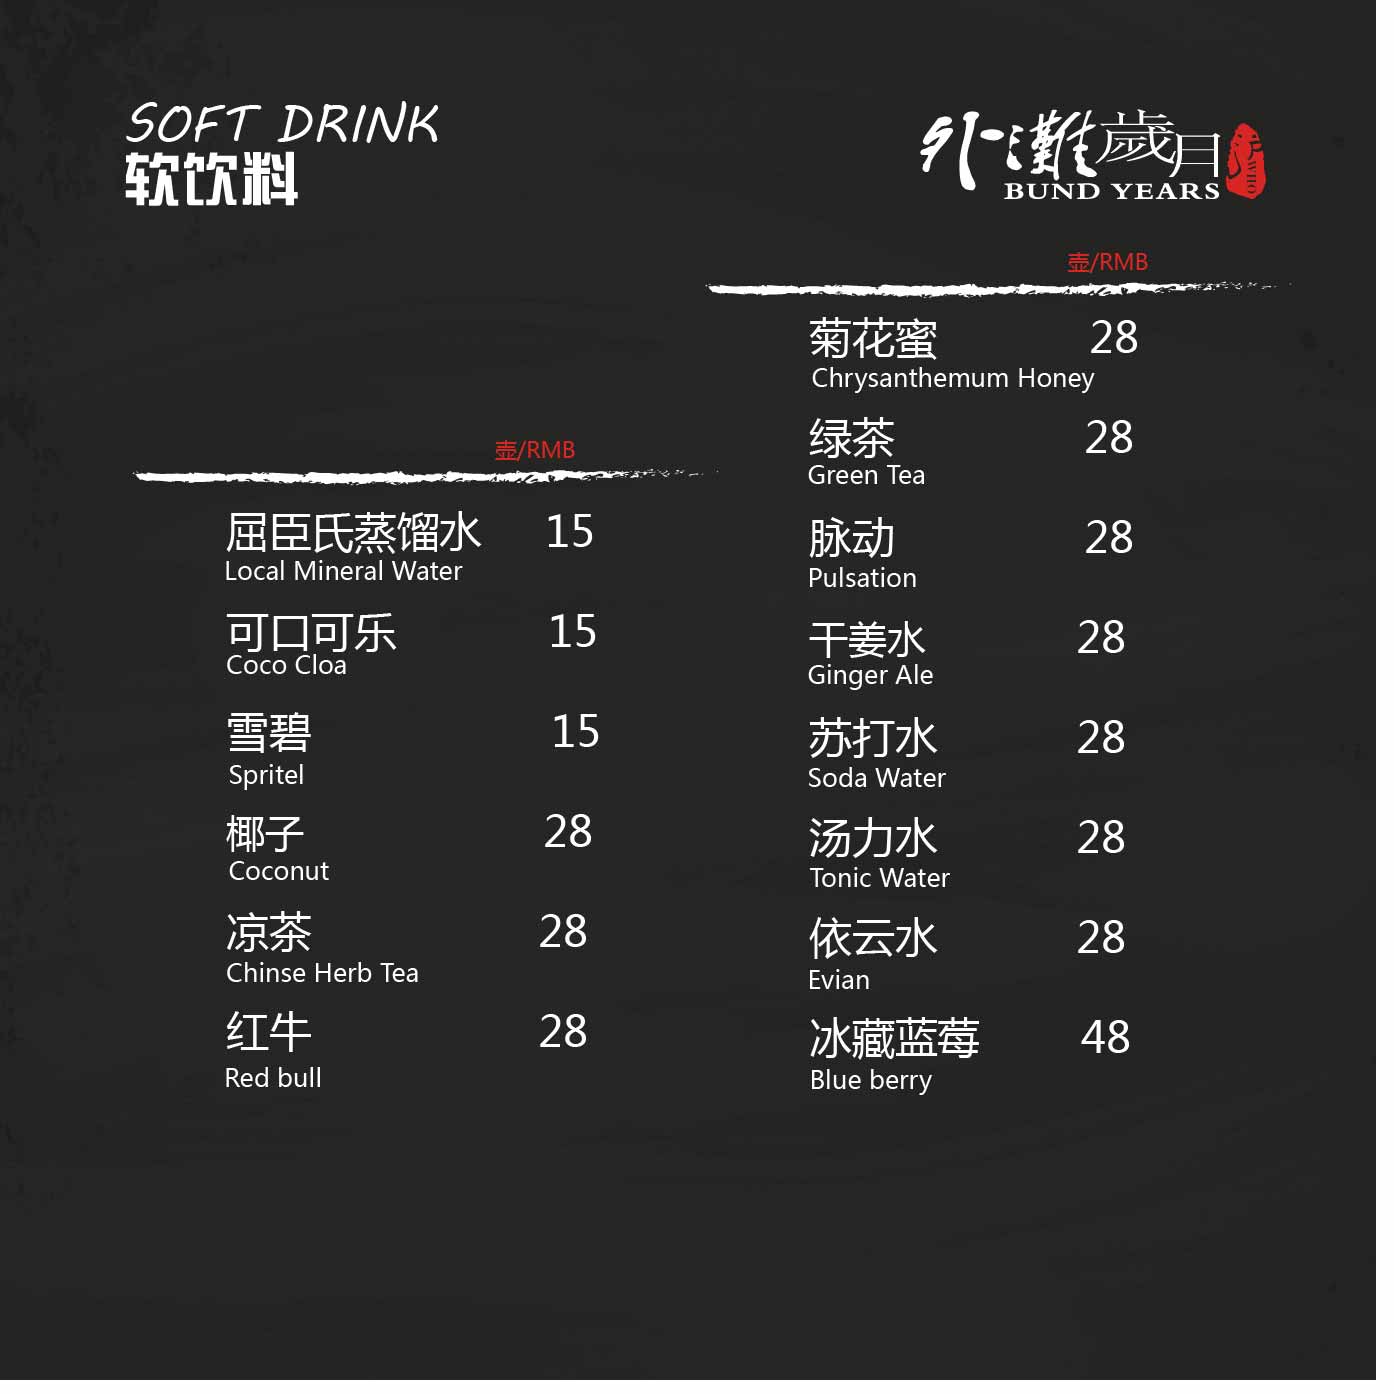 SOFT DRINK
软饮料
外灘歲月
BUND YEARS
壶/RMB
屈臣氏蒸馏水 15
Local Mineral Water
可口可乐 15
Coco Cloa
雪碧 15
Spritel
椰子 28
Coconut
凉茶 28
Chinse Herb Tea
红牛 28
Red bull
壶/RMB
菊花蜜 28
Chrysanthemum Honey
绿茶 28
Green Tea
脉动 28
Pulsation
干姜水 28
Ginger Ale
苏打水 28
Soda Water
汤力水 28
Tonic Water
依云水 28
Evian
冰藏蓝莓 48
Blue berry